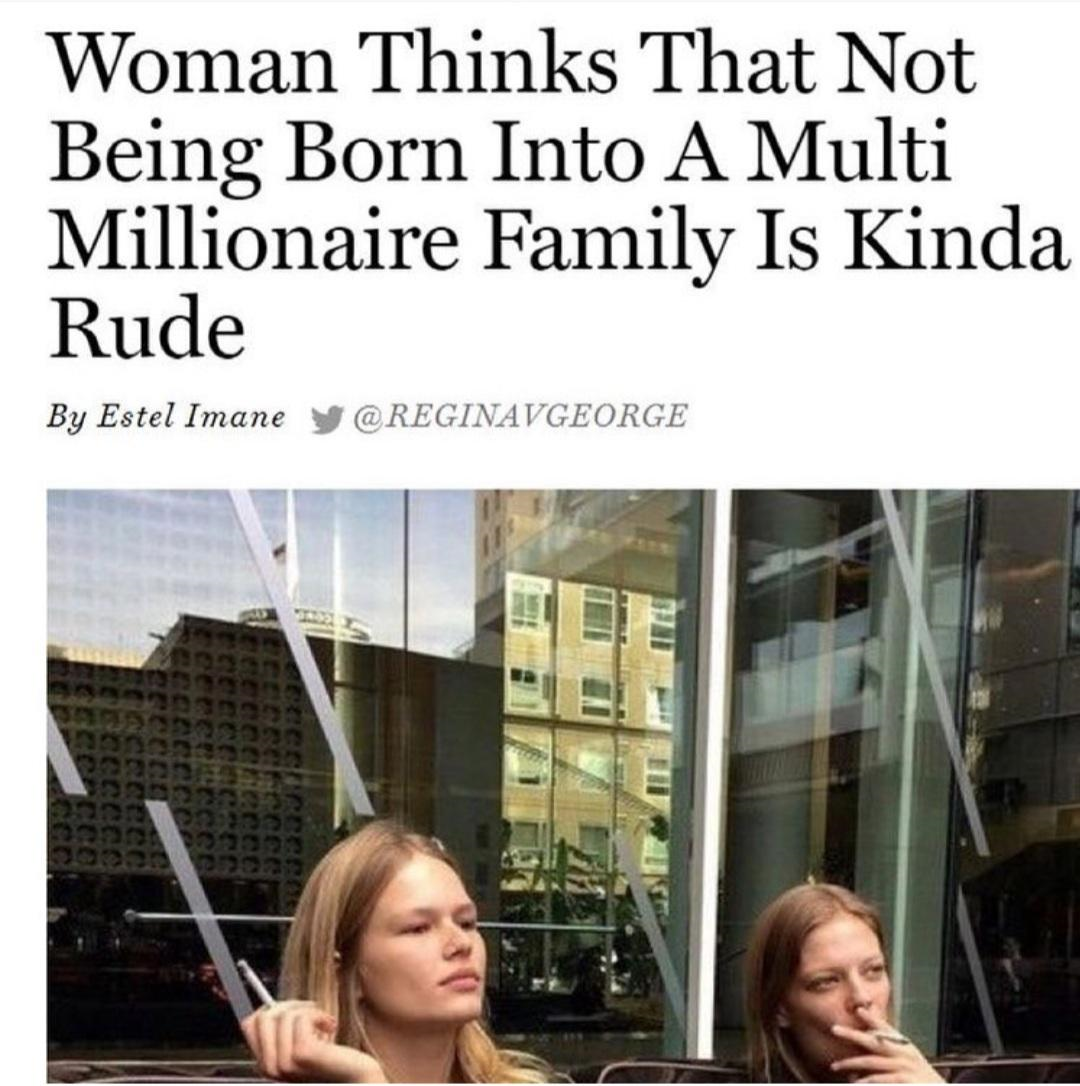 Woman Thinks That Not
Being Born Into A Multi
Millionaire Family Is Kinda
Rude
By Estel Imane @REGINAVGEORGE